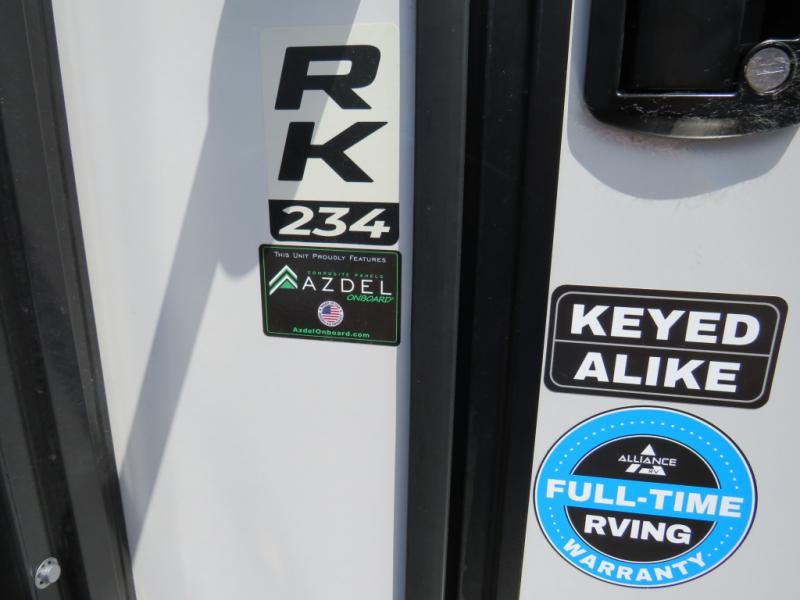 R
K
234
THIS UNIT PROUDLY FEATURES
COMPOSITE PANELS
AZDEL
ONBOARD®
AzdelOnboard.com
KEYED
ALIKE
ALLIANCE
RV
FULL-TIME
RVING
WARRANTY